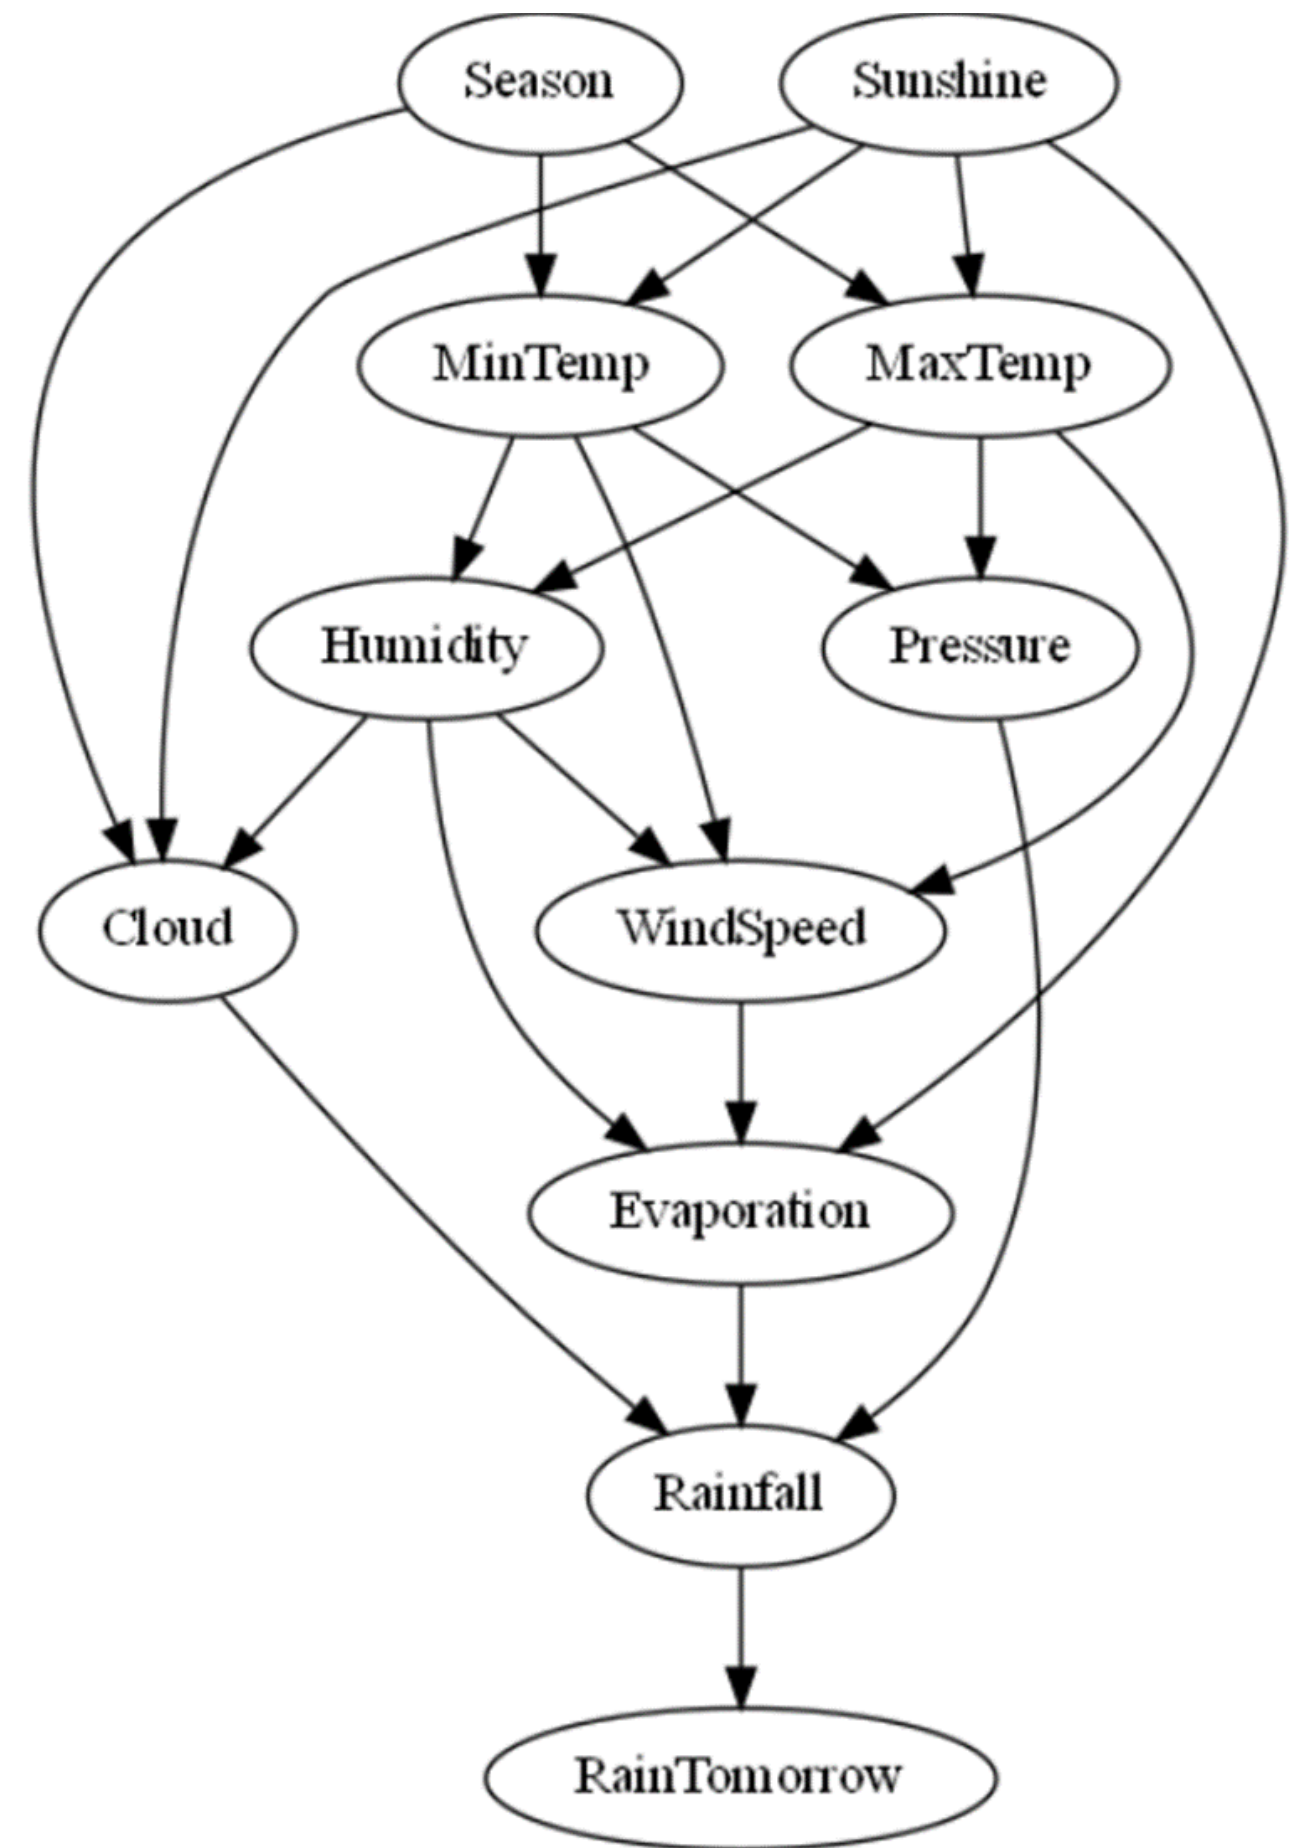 Season
Sunshine
MinTemp
MaxTemp
Humidity
Pressure
Cloud
WindSpeed
Evaporation
Rainfall
RainTomorrow